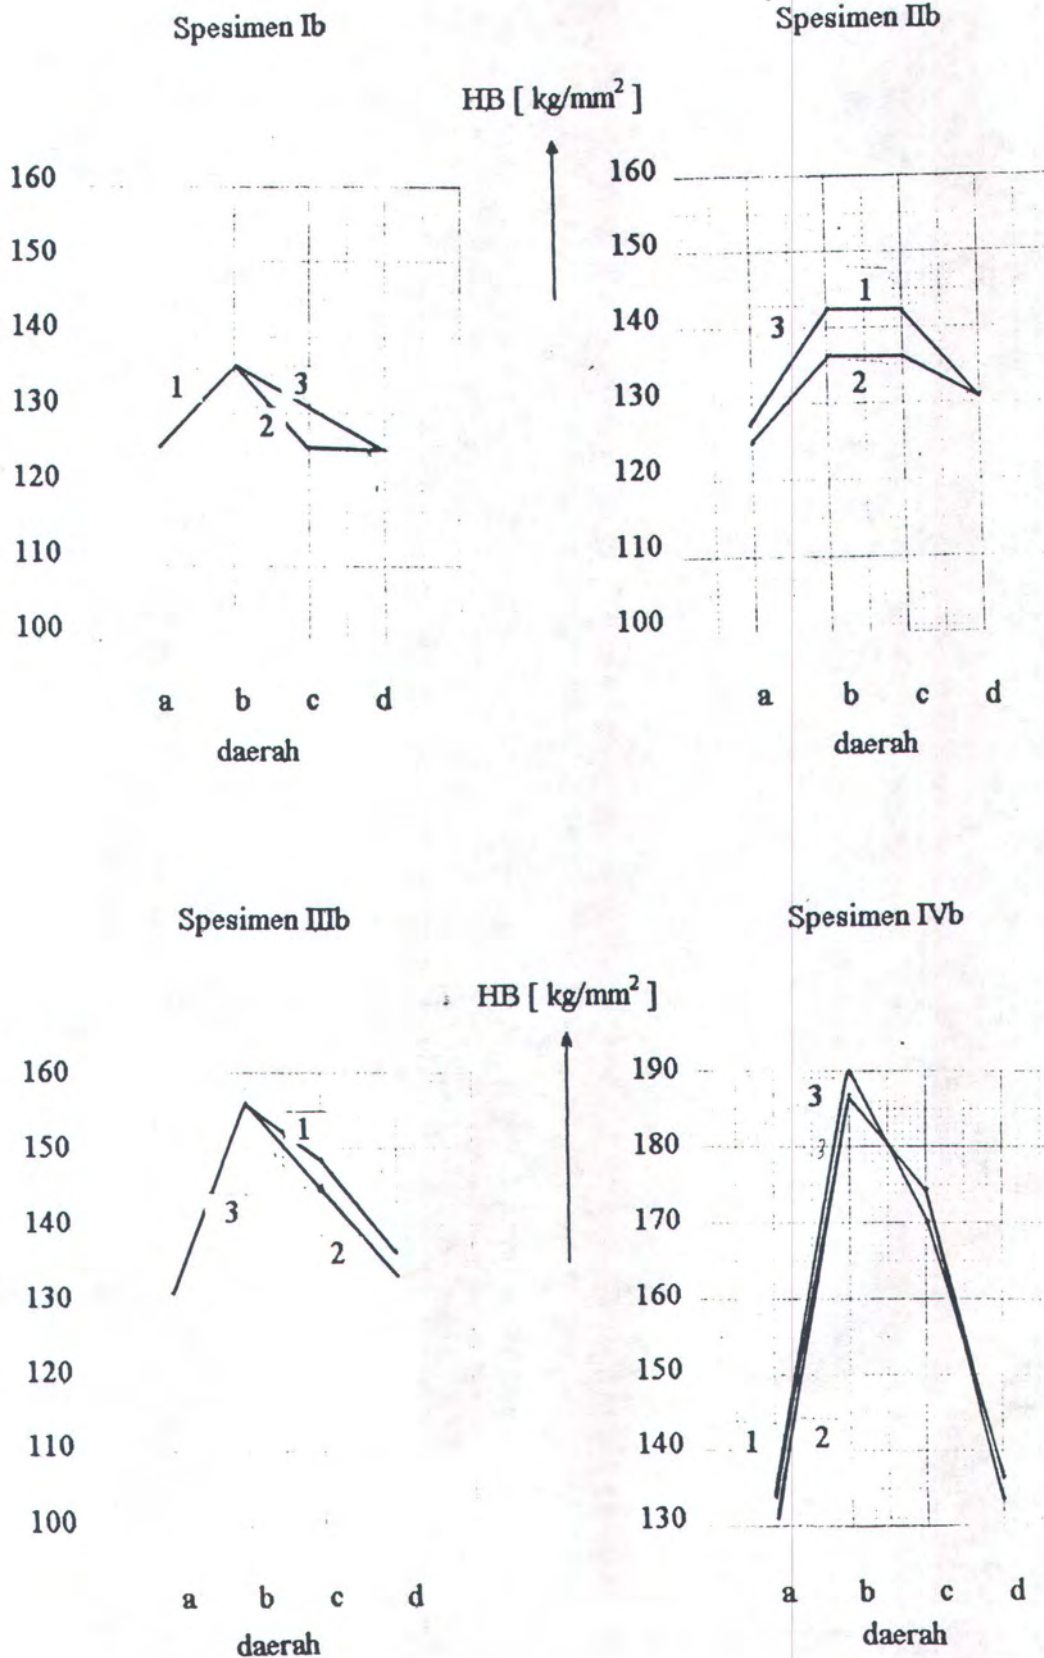 Spesimen Ib
HB [ kg/mm² ]
160
150
140
130
120
110
100
1
2
3
a b c d
daerah
Spesimen IIb
160
150
140
130
120
110
100
3
1
2
a b c d
daerah
Spesimen IIIb
HB [ kg/mm² ]
160
150
140
130
120
110
100
3
1
2
a b c d
daerah
Spesimen IVb
190
180
170
160
150
140
130
3
1
2
a b c d
daerah